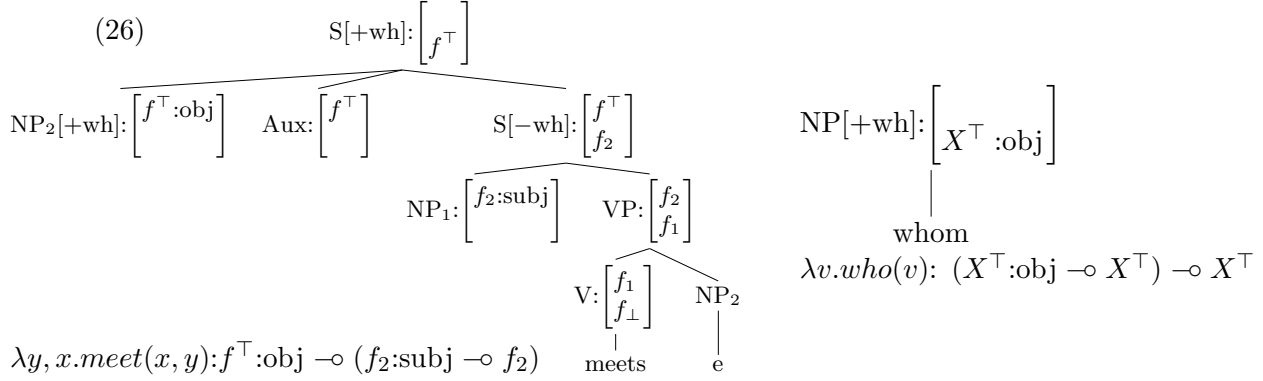 (26)
S[+wh]: [ f⊤ ]
NP₂[+wh]: [ f⊤:obj ] Aux: [ f⊤ ] S[−wh]: [ f⊤ f₂ ]
NP[+wh]: [ X⊤ :obj ]
NP₁: [ f₂:subj ] VP: [ f₂ f₁ ]
whom
λv.who(v): (X⊤:obj ⊸ X⊤) ⊸ X⊤
V: [ f₁ f⊥ ] NP₂
meets e
λy, x.meet(x, y):f⊤:obj ⊸ (f₂:subj ⊸ f₂)